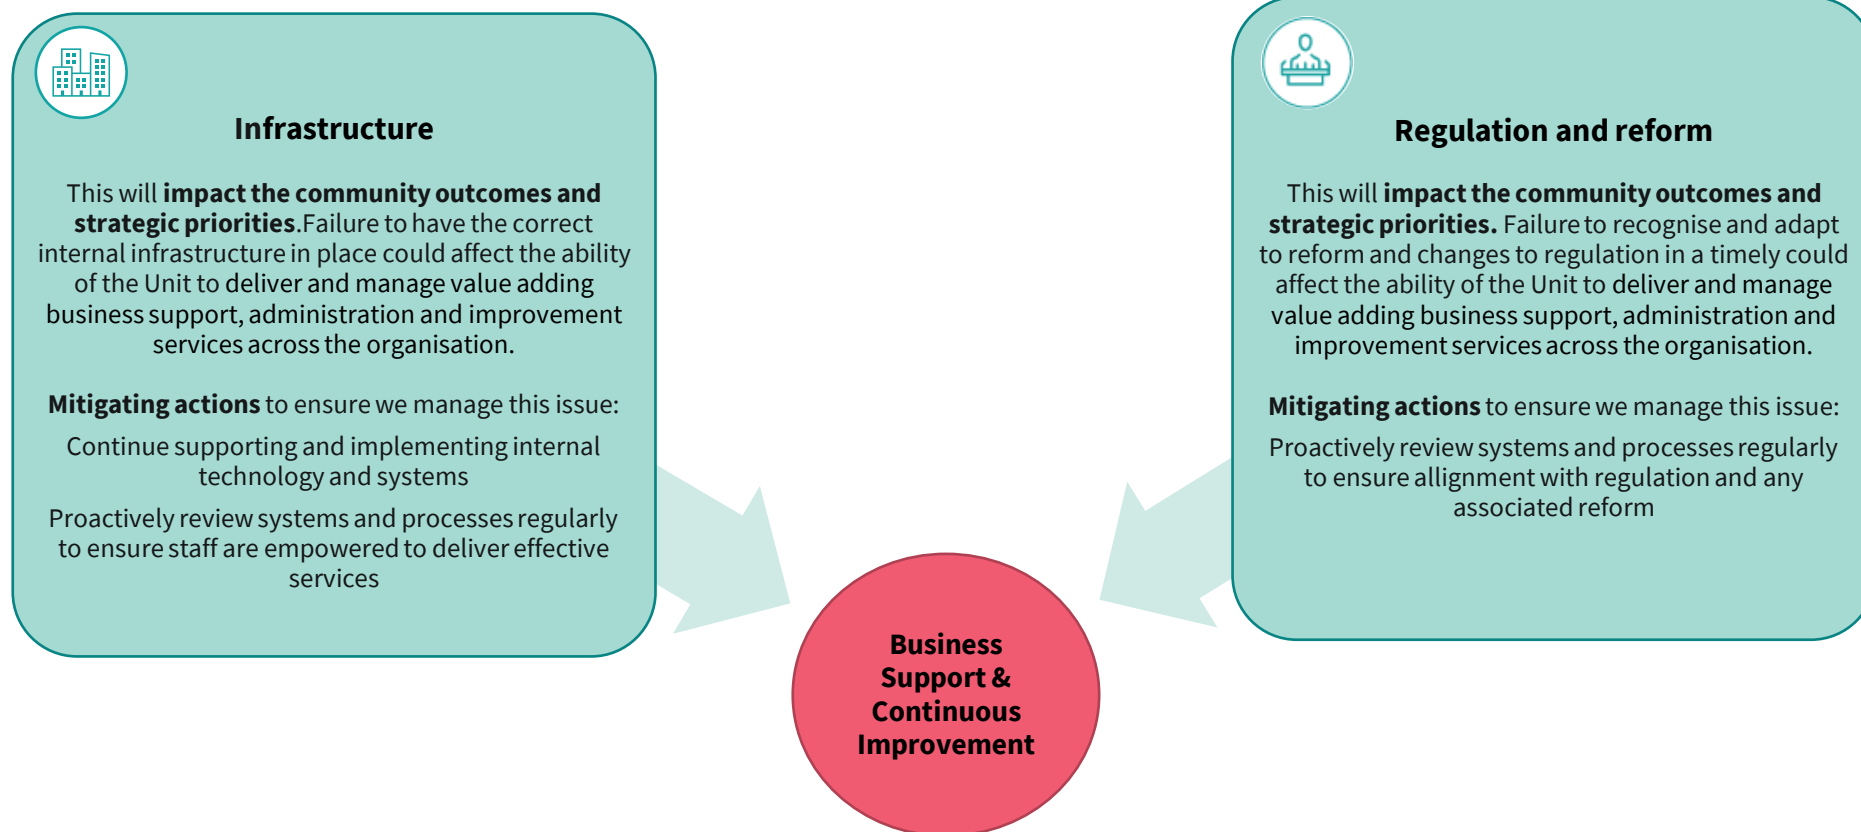 Infrastructure
This will impact the community outcomes and
strategic priorities.Failure to have the correct
internal infrastructure in place could affect the ability
of the Unit to deliver and manage value adding
business support, administration and improvement
services across the organisation.
Mitigating actions to ensure we manage this issue:
Continue supporting and implementing internal
technology and systems
Proactively review systems and processes regularly
to ensure staff are empowered to deliver effective
services
Regulation and reform
This will impact the community outcomes and
strategic priorities. Failure to recognise and adapt
to reform and changes to regulation in a timely could
affect the ability of the Unit to deliver and manage
value adding business support, administration and
improvement services across the organisation.
Mitigating actions to ensure we manage this issue:
Proactively review systems and processes regularly
to ensure allignment with regulation and any
associated reform
Business
Support &
Continuous
Improvement